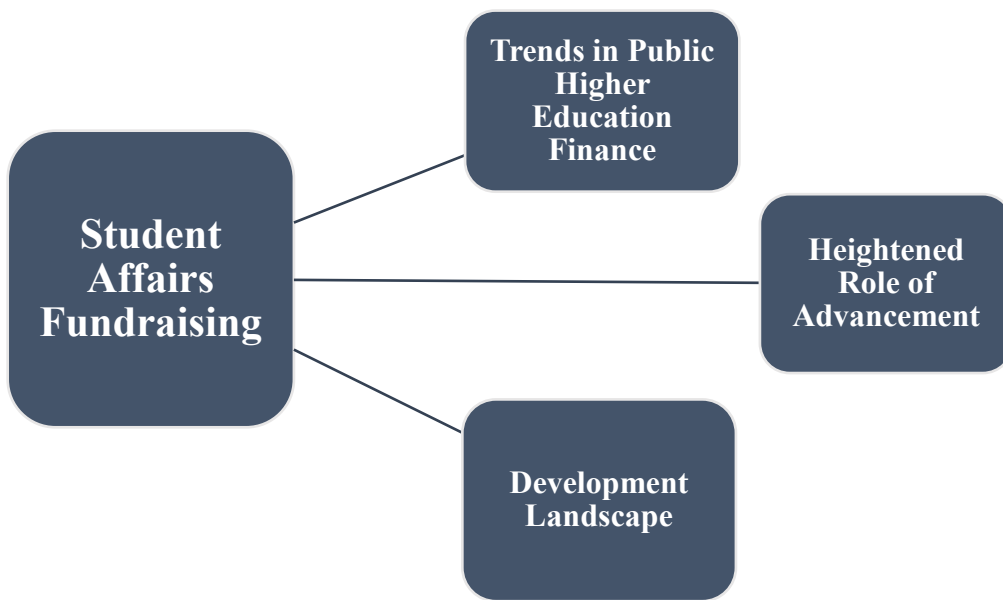 Student
Affairs
Fundraising
Trends in Public
Higher
Education
Finance
Heightened
Role of
Advancement
Development
Landscape